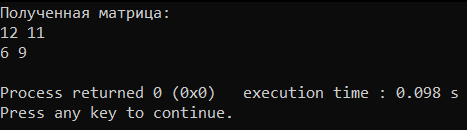 Полученная матрица:
12 11
6 9
Process returned 0 (0x0)   execution time : 0.098 s
Press any key to continue.